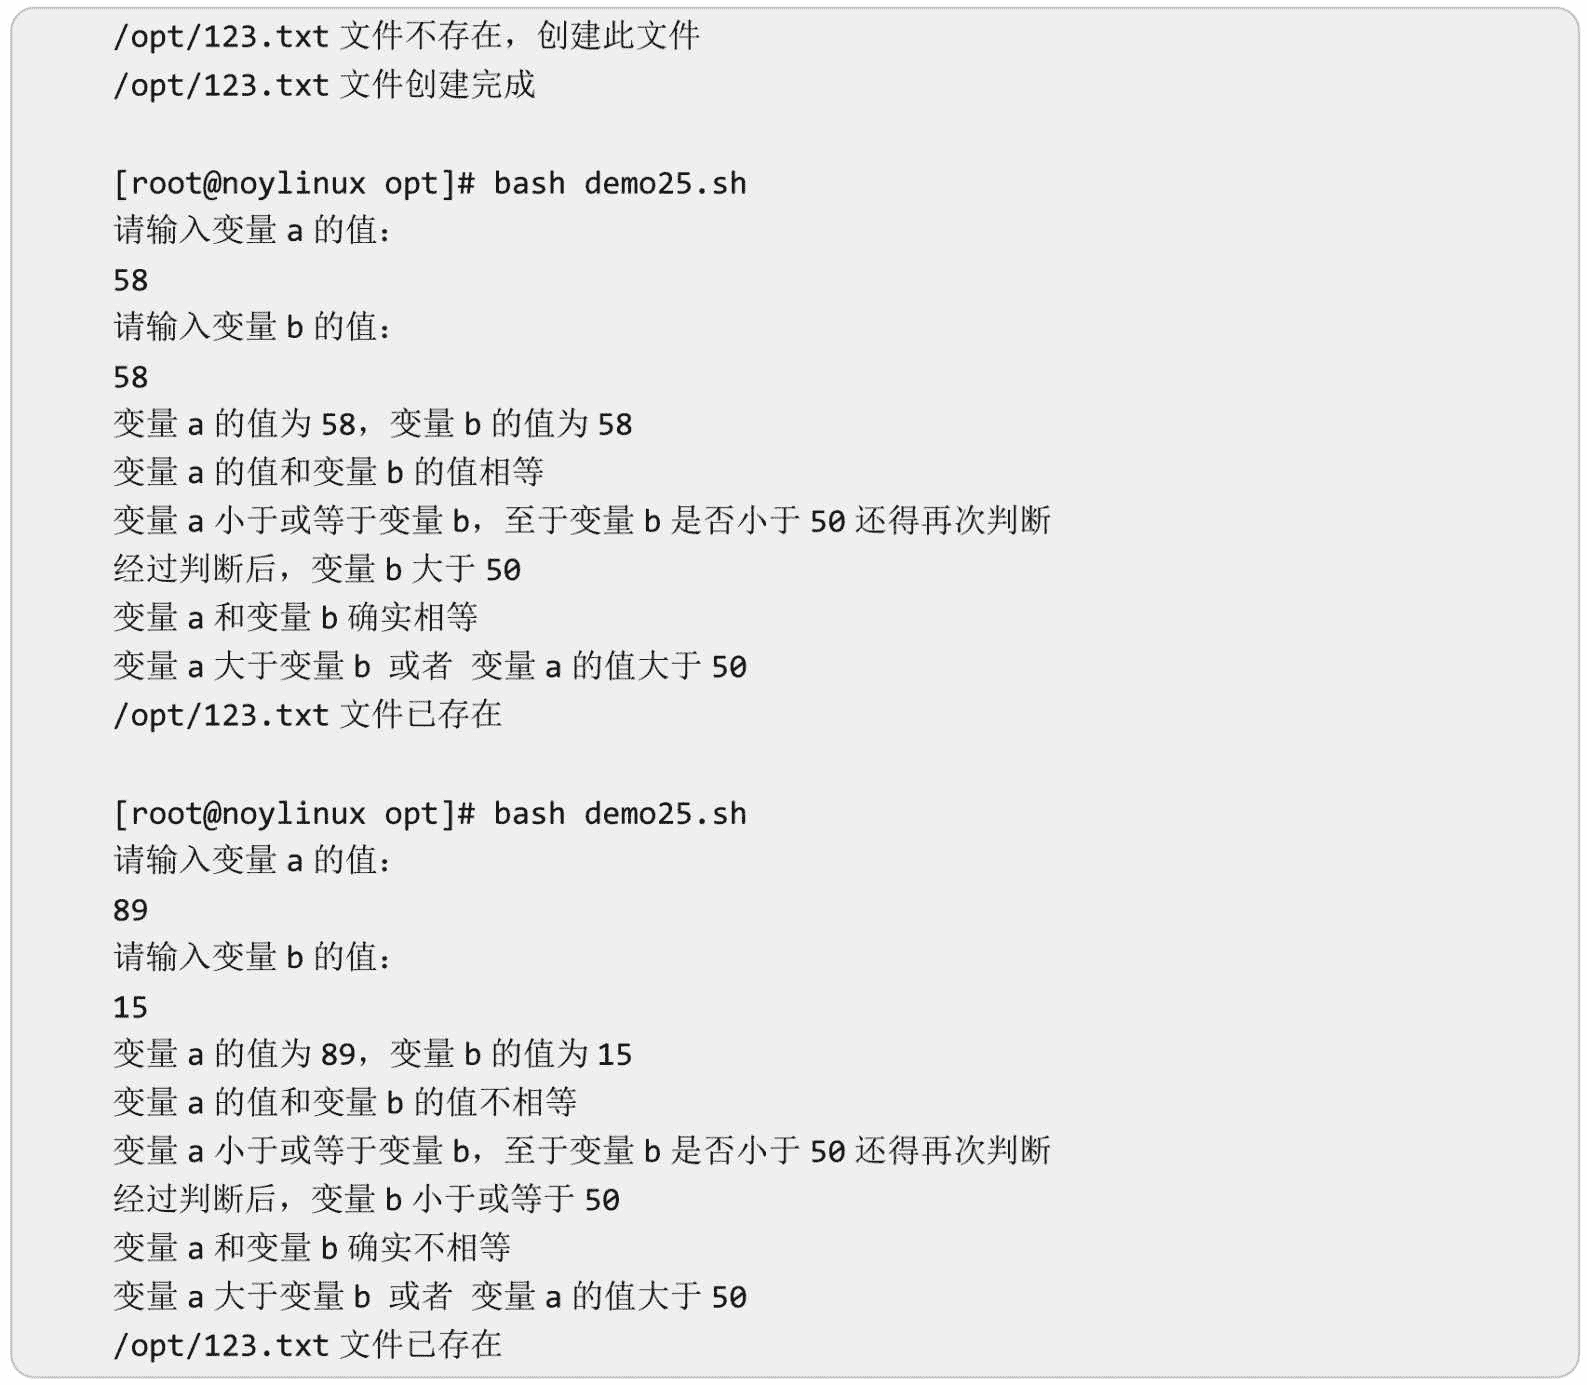 /opt/123.txt 文件不存在，创建此文件
/opt/123.txt 文件创建完成
[root@noylinux opt]# bash demo25.sh
请输入变量 a 的值：
58
请输入变量 b 的值：
58
变量 a 的值为 58，变量 b 的值为 58
变量 a 的值和变量 b 的值相等
变量 a 小于或等于变量 b，至于变量 b 是否小于 50 还得再次判断
经过判断后，变量 b 大于 50
变量 a 和变量 b 确实相等
变量 a 大于变量 b 或者 变量 a 的值大于 50
/opt/123.txt 文件已存在
[root@noylinux opt]# bash demo25.sh
请输入变量 a 的值：
89
请输入变量 b 的值：
15
变量 a 的值为 89，变量 b 的值为 15
变量 a 的值和变量 b 的值不相等
变量 a 小于或等于变量 b，至于变量 b 是否小于 50 还得再次判断
经过判断后，变量 b 小于或等于 50
变量 a 和变量 b 确实不相等
变量 a 大于变量 b 或者 变量 a 的值大于 50
/opt/123.txt 文件已存在